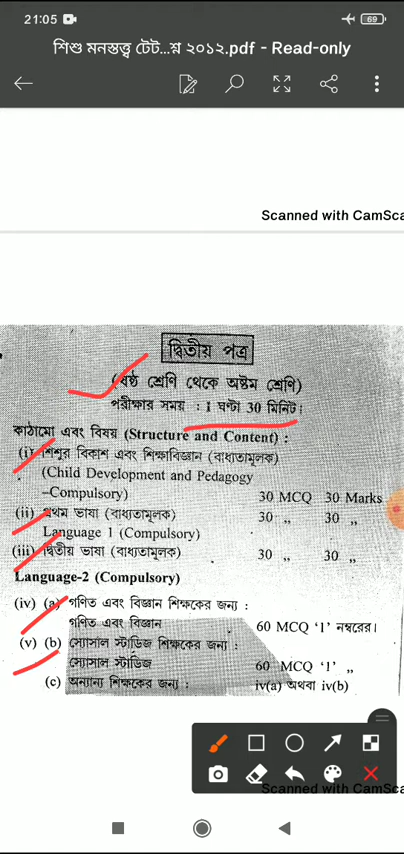 21:05
69
শিশু মনস্তত্ত্ব টেট...শ্ন ২০১২.pdf - Read-only
Scanned with CamSca
দ্বিতীয় পত্র
(ষষ্ঠ শ্রেণি থেকে অষ্টম শ্রেণি)
পরীক্ষার সময় : 1 ঘণ্টা 30 মিনিট।
কাঠামো এবং বিষয় (Structure and Content) :
(i) শিশুর বিকাশ এবং শিক্ষাবিজ্ঞান (বাধ্যতামূলক)
(Child Development and Pedagogy
–Compulsory) 30 MCQ 30 Marks
(ii) প্রথম ভাষা (বাধ্যতামূলক) 30 ,, 30 ,,
Language 1 (Compulsory)
(iii) দ্বিতীয় ভাষা (বাধ্যতামূলক) 30 ,, 30 ,,
Language-2 (Compulsory)
(iv) (a) গণিত এবং বিজ্ঞান শিক্ষকের জন্য :
গণিত এবং বিজ্ঞান 60 MCQ ‘1’ নম্বরের।
(v) (b) স্যোসাল স্টাডিজ শিক্ষকের জন্য :
স্যোসাল স্টাডিজ 60 MCQ ‘1’ ,,
(c) অন্যান্য শিক্ষকের জন্য : iv(a) অথবা iv(b)
Scanned with CamSca